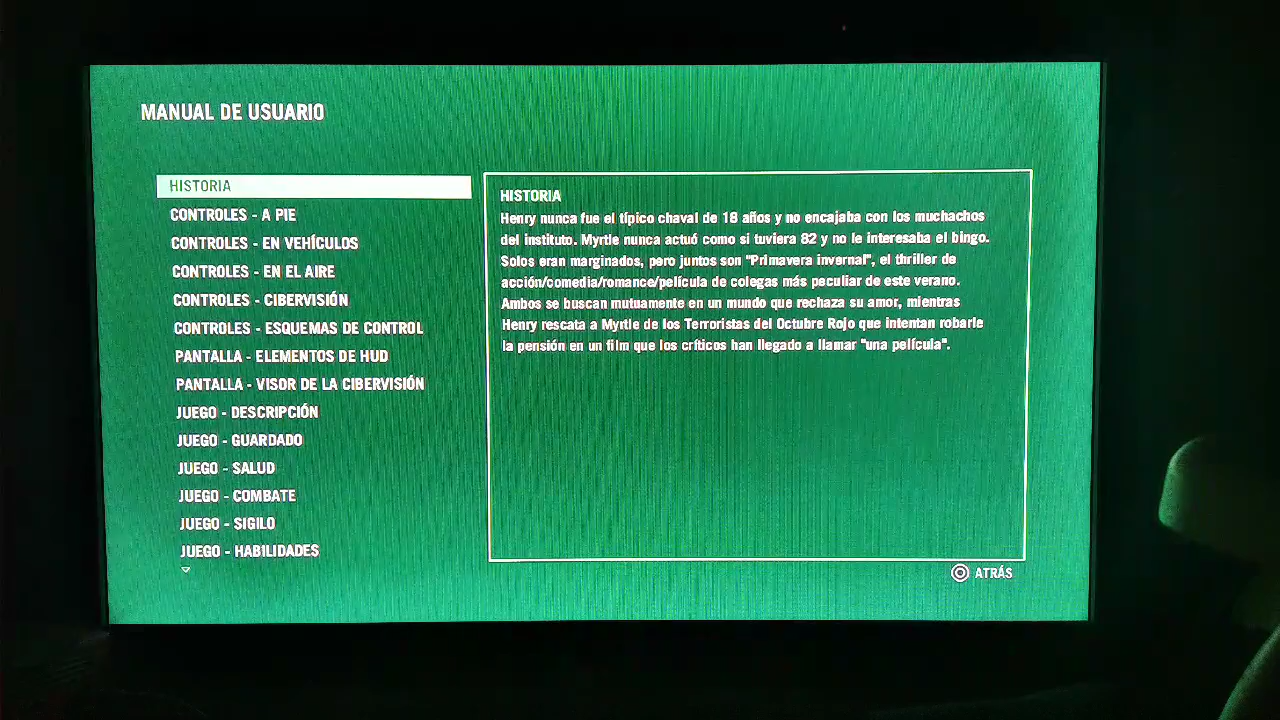 MANUAL DE USUARIO
HISTORIA
CONTROLES - A PIE
CONTROLES - EN VEHÍCULOS
CONTROLES - EN EL AIRE
CONTROLES - CIBERVISIÓN
CONTROLES - ESQUEMAS DE CONTROL
PANTALLA - ELEMENTOS DE HUD
PANTALLA - VISOR DE LA CIBERVISIÓN
JUEGO - DESCRIPCIÓN
JUEGO - GUARDADO
JUEGO - SALUD
JUEGO - COMBATE
JUEGO - SIGILO
JUEGO - HABILIDADES
HISTORIA
Henry nunca fue el típico chaval de 18 años y no encajaba con los muchachos
del instituto. Myrtle nunca actuó como si tuviera 82 y no le interesaba el bingo.
Solos eran marginados, pero juntos son "Primavera invernal", el thriller de
acción/comedia/romance/película de colegas más peculiar de este verano.
Ambos se buscan mutuamente en un mundo que rechaza su amor, mientras
Henry rescata a Myrtle de los Terroristas del Octubre Rojo que intentan robarle
la pensión en un film que los críticos han llegado a llamar "una película".
ATRÁS